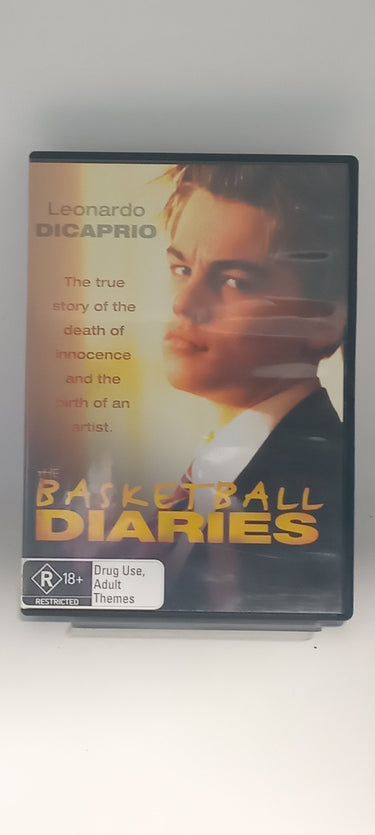 Leonardo
DICAPRIO
The true
story of the
death of
innocence
and the
birth of an
artist.
THE
BASKETBALL
DIARIES
R 18+
RESTRICTED
Drug Use,
Adult
Themes